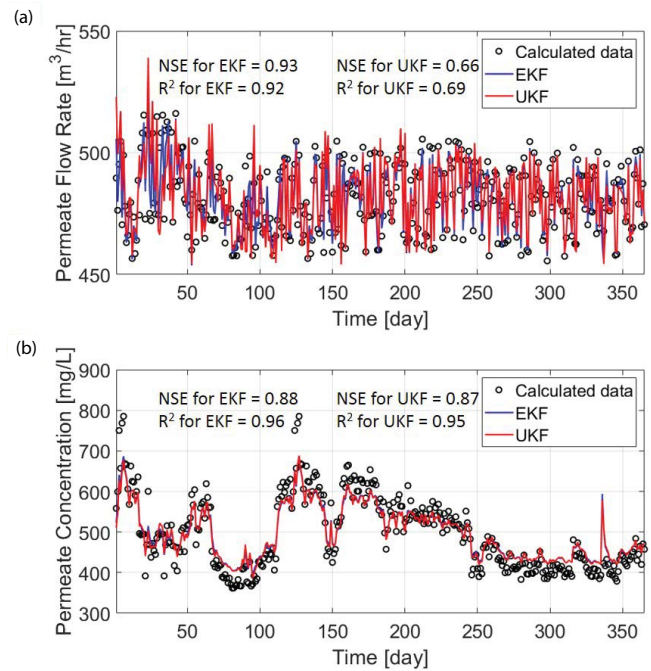 (a)
550
500
450
Permeate Flow Rate [m³/hr]
NSE for EKF = 0.93
R² for EKF = 0.92
NSE for UKF = 0.66
R² for UKF = 0.69
Calculated data
EKF
UKF
50 100 150 200 250 300 350
Time [day]
(b)
900
800
700
600
500
400
300
Permeate Concentration [mg/L]
NSE for EKF = 0.88
R² for EKF = 0.96
NSE for UKF = 0.87
R² for UKF = 0.95
Calculated data
EKF
UKF
50 100 150 200 250 300 350
Time [day]